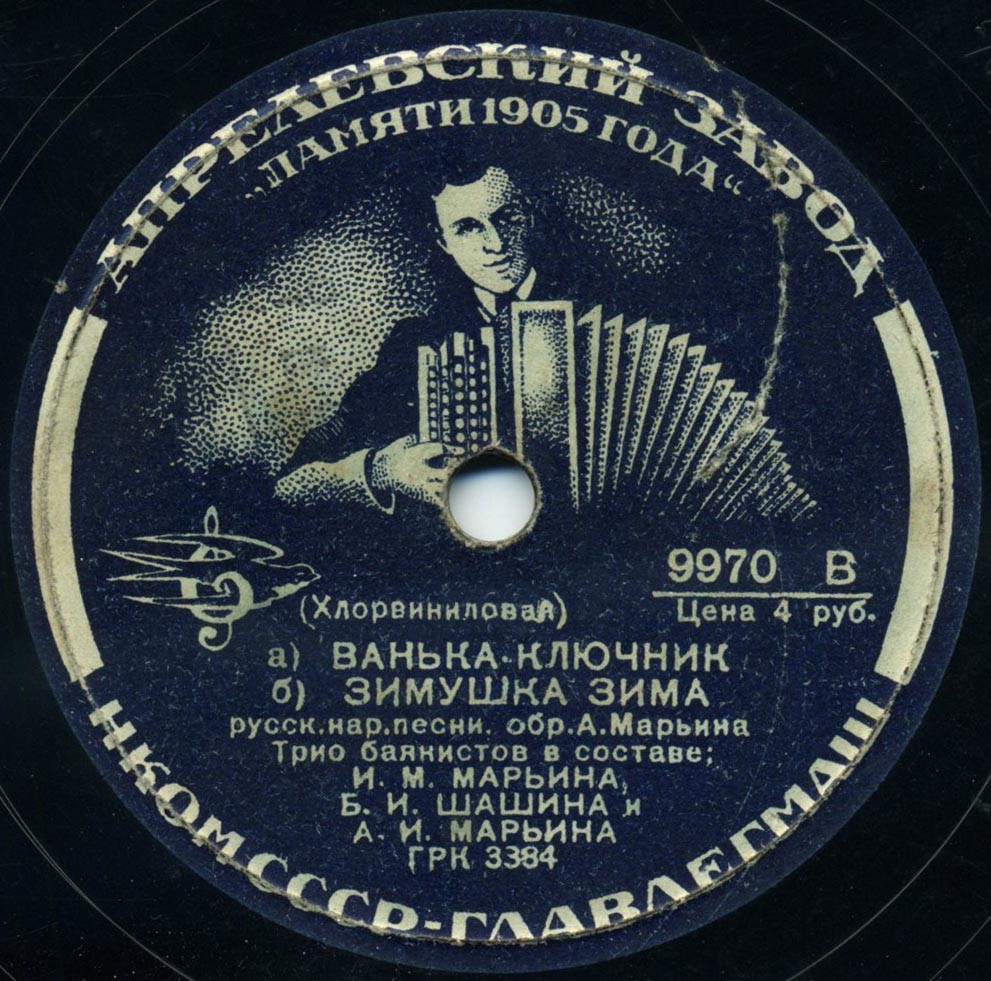 АПРЕЛЕВСКИЙ ЗАВОД
„ПАМЯТИ 1905 ГОДА“
9970 В
Цена 4 руб.
(Хлорвиниловая)
а) ВАНЬКА-КЛЮЧНИК
б) ЗИМУШКА ЗИМА
русск.нар.песни. обр.А.Марьина
Трио баянистов в составе;
И. М. МАРЬИНА,
Б. И. ШАШИНА и
А. И. МАРЬИНА
ГРК 3384
НКОМ СССР-ГЛАВЛЕГМАШ